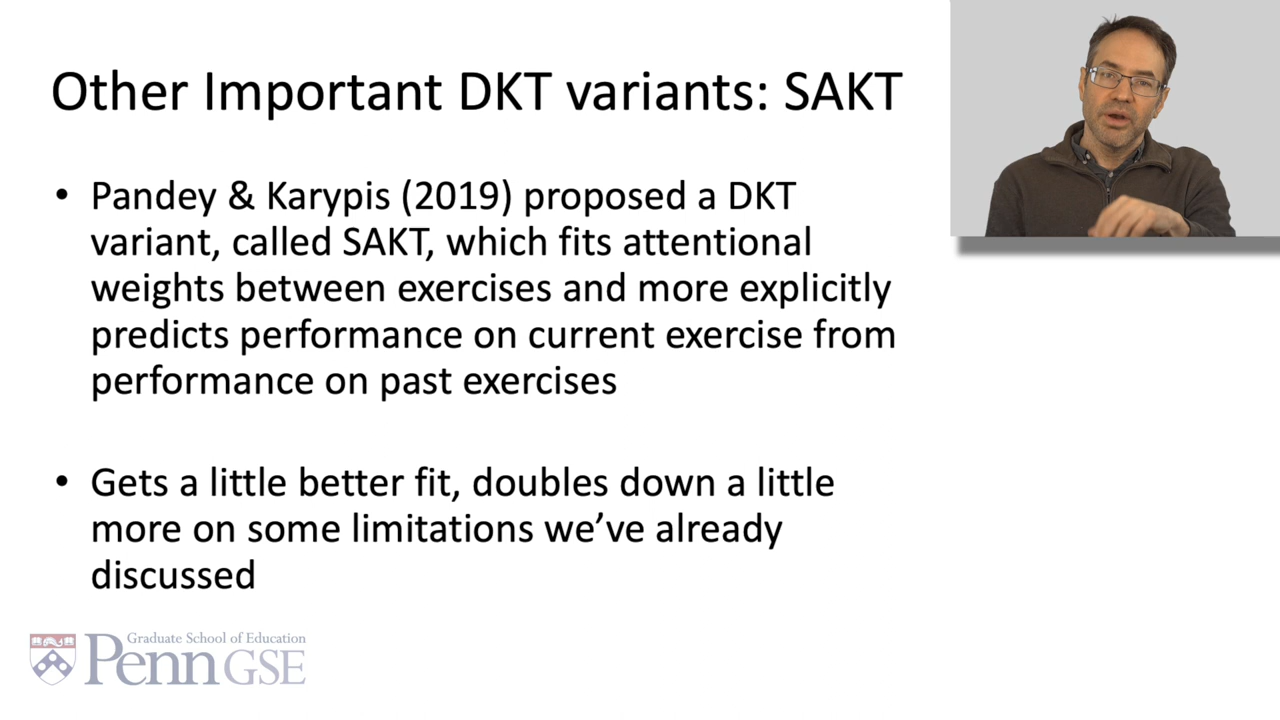 Other Important DKT variants: SAKT
• Pandey & Karypis (2019) proposed a DKT
variant, called SAKT, which fits attentional
weights between exercises and more explicitly
predicts performance on current exercise from
performance on past exercises
• Gets a little better fit, doubles down a little
more on some limitations we’ve already
discussed
Graduate School of Education
Penn GSE